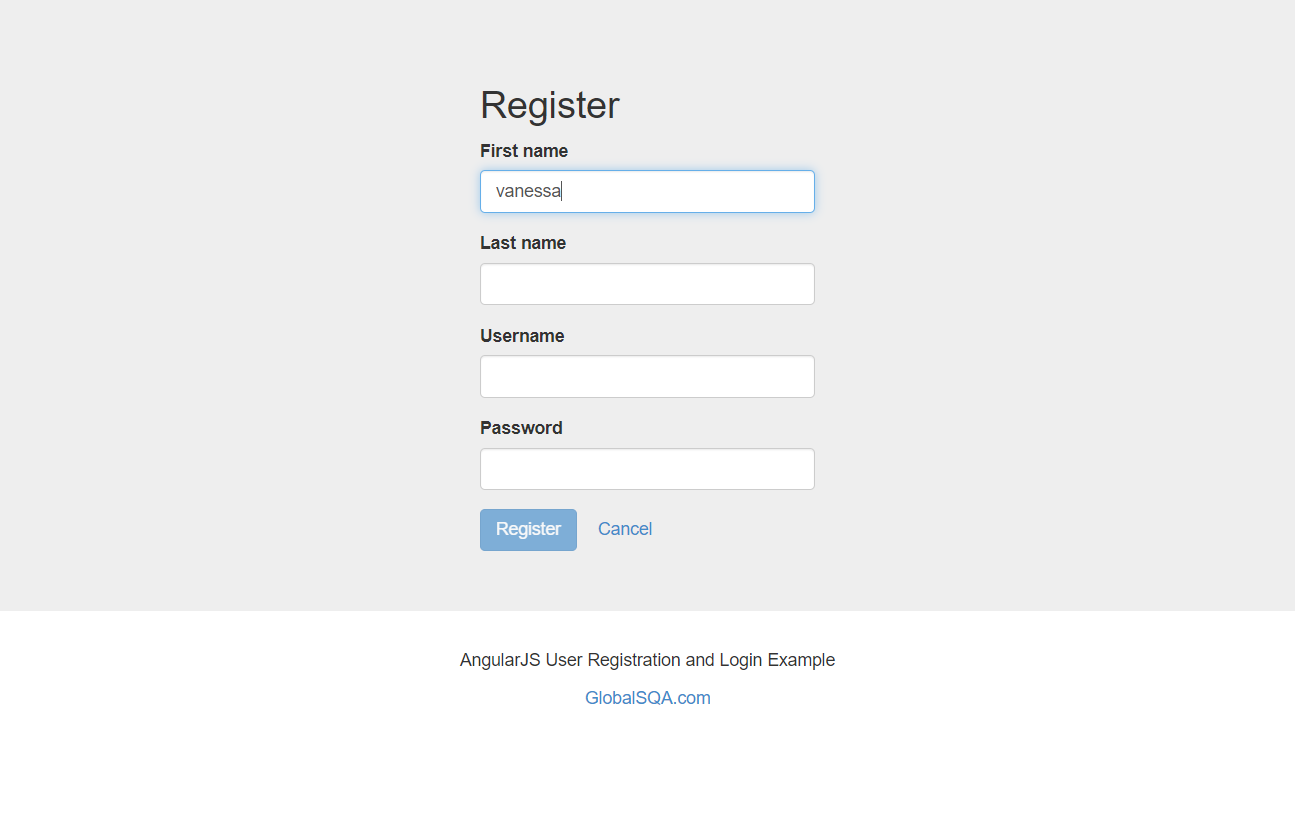 Register
First name
vanessa
Last name
Username
Password
Register Cancel
AngularJS User Registration and Login Example
GlobalSQA.com